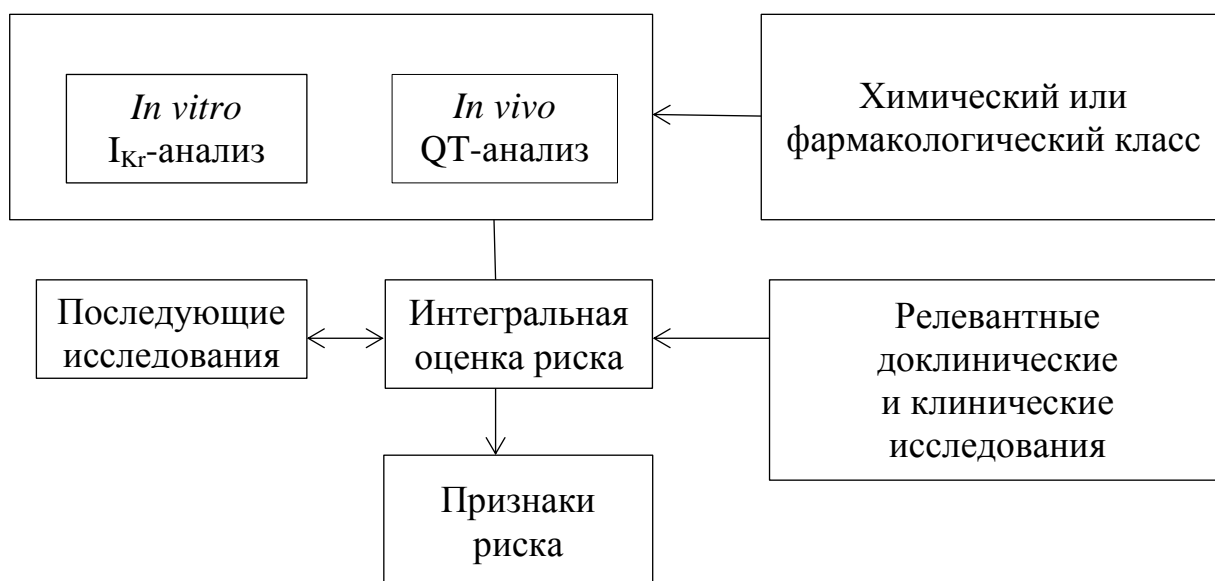 In vitro
I_Kr-анализ
In vivo
QT-анализ
Химический или
фармакологический класс
Последующие
исследования
Интегральная
оценка риска
Релевантные
доклинические
и клинические
исследования
Признаки
риска